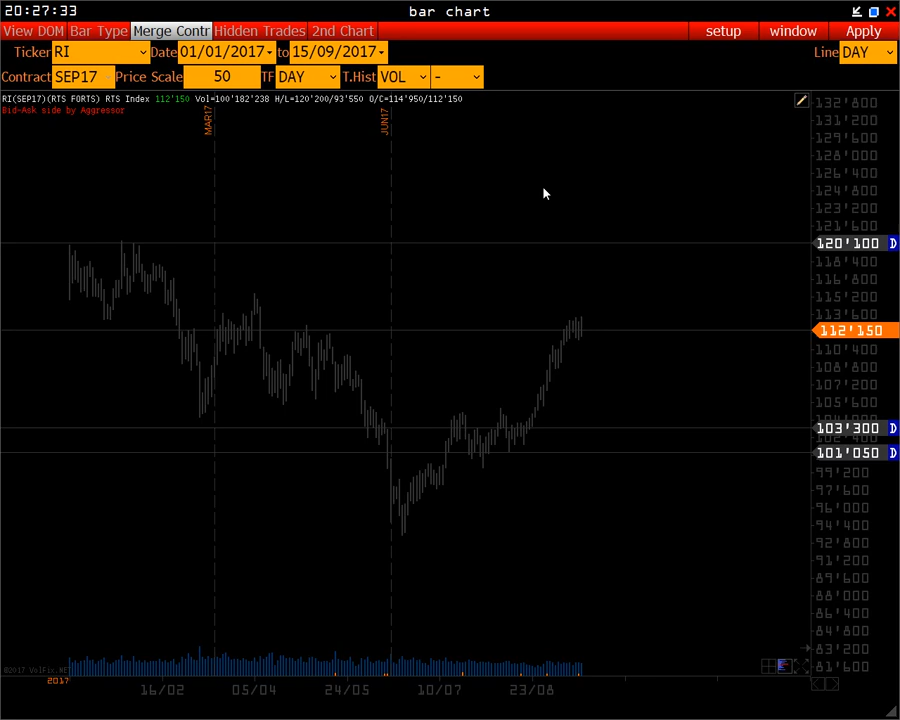 20:27:33 bar chart
View DOM Bar Type Merge Contr Hidden Trades 2nd Chart setup window Apply
Ticker RI Date 01/01/2017 to 15/09/2017 Line DAY
Contract SEP17 Price Scale 50 TF DAY T.Hist VOL -
RI(SEP17)(RTS FORTS) RTS Index 112'150 Vol=100'182'238 H/L=120'200/93'550 O/C=114'950/112'150
Bid-Ask side by Aggressor
MAR17
JUN17
132'800
131'200
129'600
128'000
126'400
124'800
123'200
121'600
120'100 D
118'400
116'800
115'200
113'600
112'150
110'400
108'800
107'200
105'600
103'300 D
102'400
101'050 D
99'200
97'600
96'000
94'400
92'800
91'200
89'600
88'000
86'400
84'800
83'200
81'600
©2017 VolFix.NET
2017
16/02 05/04 24/05 10/07 23/08